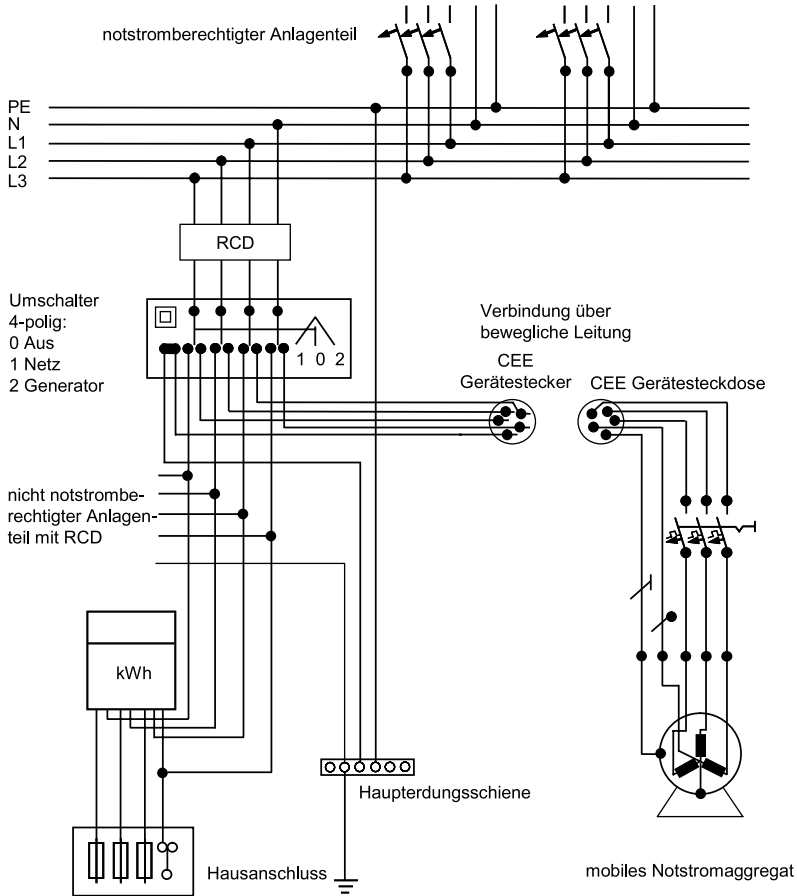 notstromberechtigter Anlagenteil
PE
N
L1
L2
L3
RCD
Umschalter
4-polig:
0 Aus
1 Netz
2 Generator
1 0 2
Verbindung über
bewegliche Leitung
CEE
Gerätestecker
CEE Gerätesteckdose
nicht notstrombe-
rechtigter Anlagen-
teil mit RCD
kWh
Haupterdungsschiene
Hausanschluss
mobiles Notstromaggregat